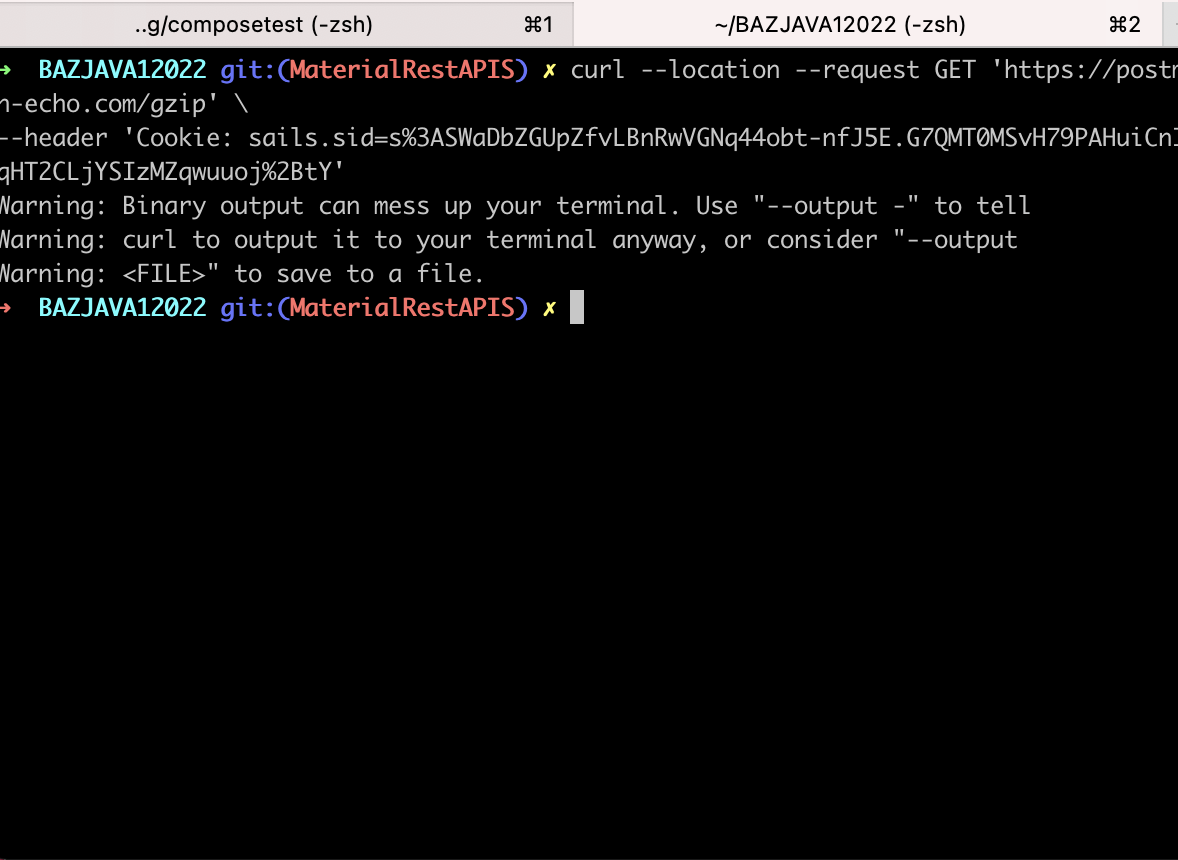 ..g/composetest (-zsh) ⌘1 ~/BAZJAVA12022 (-zsh) ⌘2
→ BAZJAVA12022 git:(MaterialRestAPIS) ✗ curl --location --request GET 'https://postm
n-echo.com/gzip' \
--header 'Cookie: sails.sid=s%3ASWaDbZGUpZfvLBnRwVGNq44obt-nfJ5E.G7QMT0MSvH79PAHuiCnI
qHT2CLjYSIzMZqwuuoj%2BtY'
Warning: Binary output can mess up your terminal. Use "--output -" to tell
Warning: curl to output it to your terminal anyway, or consider "--output
Warning: <FILE>" to save to a file.
→ BAZJAVA12022 git:(MaterialRestAPIS) ✗